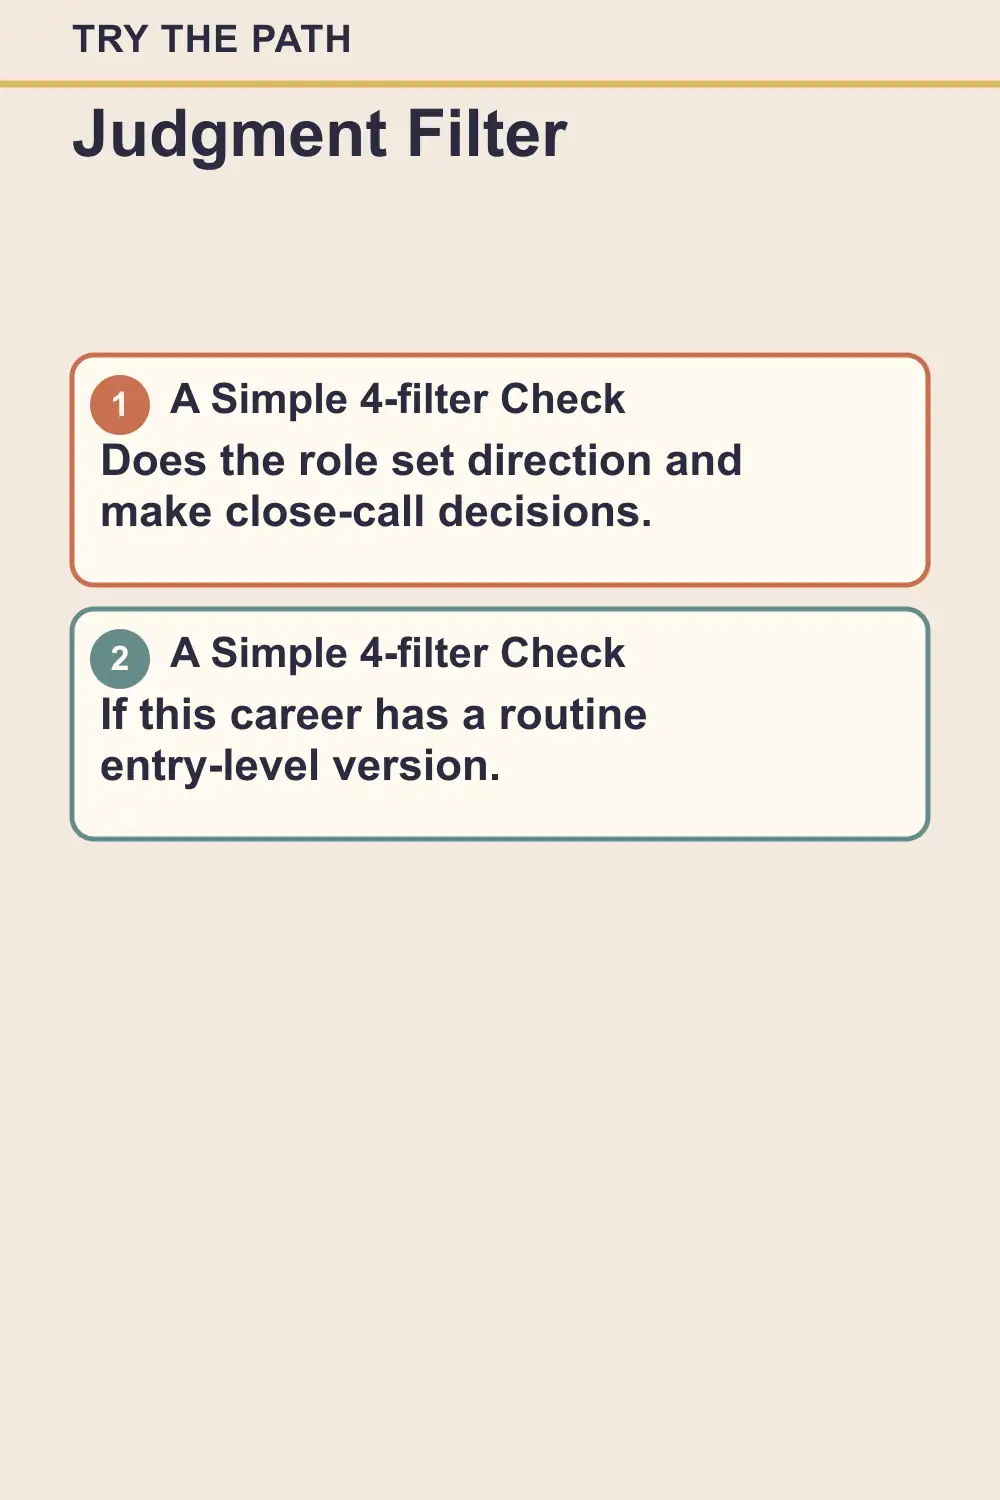 TRY THE PATH
Judgment Filter
1 A Simple 4-filter Check
Does the role set direction and
make close-call decisions.
2 A Simple 4-filter Check
If this career has a routine
entry-level version.